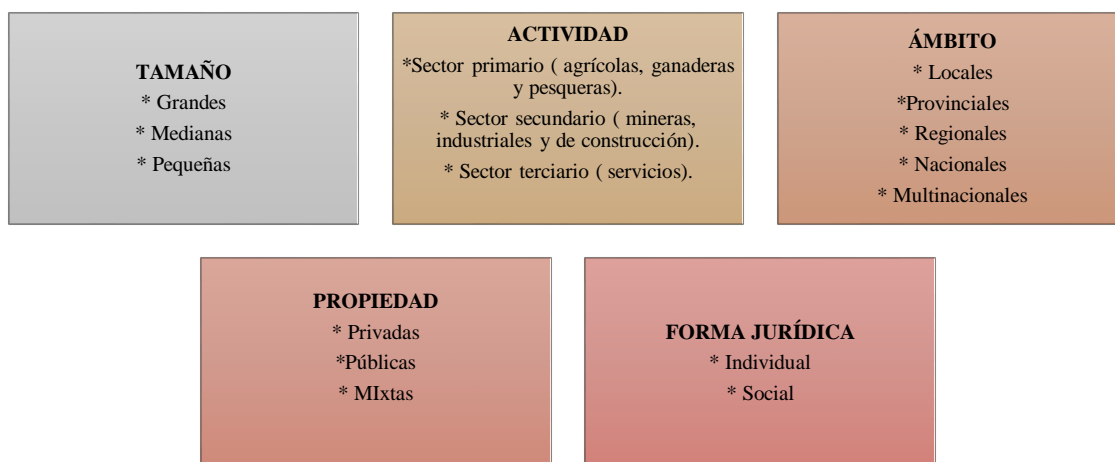 TAMAÑO
* Grandes
* Medianas
* Pequeñas
ACTIVIDAD
*Sector primario ( agrícolas, ganaderas
y pesqueras).
* Sector secundario ( mineras,
industriales y de construcción).
* Sector terciario ( servicios).
ÁMBITO
* Locales
*Provinciales
* Regionales
* Nacionales
* Multinacionales
PROPIEDAD
* Privadas
*Públicas
* MIxtas
FORMA JURÍDICA
* Individual
* Social